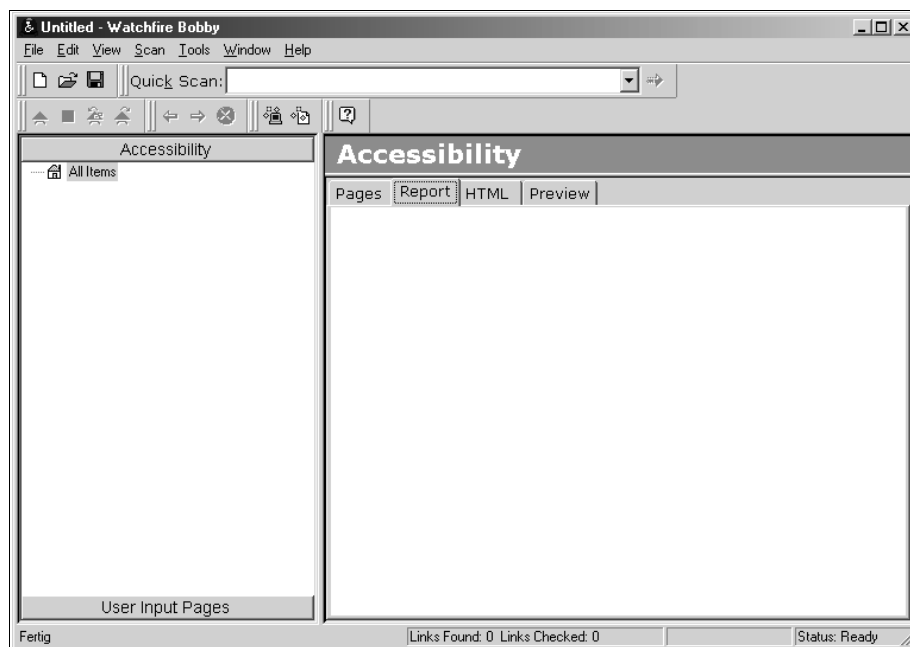 Untitled - Watchfire Bobby
File Edit View Scan Tools Window Help
Quick Scan:
Accessibility
All Items
Accessibility
Pages Report HTML Preview
User Input Pages
Fertig Links Found: 0 Links Checked: 0 Status: Ready